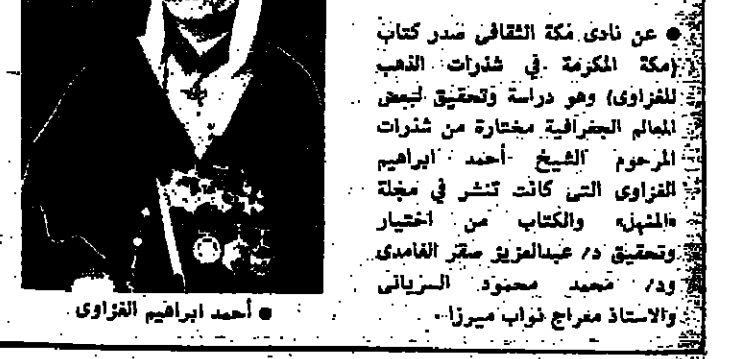 ● عن نادى مكة الثقافى صدر كتاب
(مكة المكرمة في شذرات الذهب
للغزاوى) وهو دراسة وتحقيق لبعض
المعالم الجغرافية مختارة من شذرات
المرحوم الشيخ أحمد ابراهيم
الغزاوى التى كانت تنشر في مجلة
«المنهل» والكتاب من اختيار
وتحقيق د/ عبدالعزيز صقر الغامدى
ود/ محمد محمود السريانى
والاستاذ معراج نواب ميرزا .
● أحمد ابراهيم الغزاوى